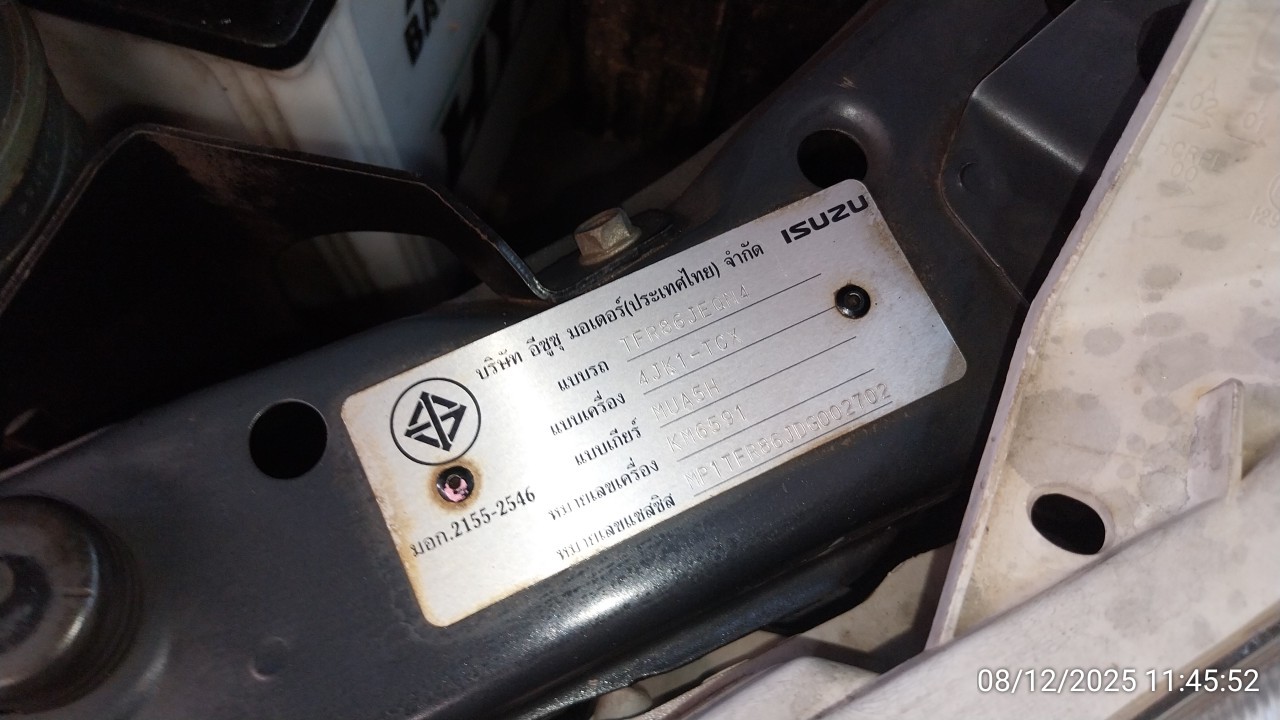 ISUZU
บริษัท อีซูซุ มอเตอร์(ประเทศไทย) จำกัด
แบบรถ
แบบเครื่อง 4JK1-TCX
แบบเกียร์ MUA5H
หมายเลขเครื่อง KM6591
หมายเลขแชสซิส MP1TFR86JDG002702
มอก.2155-2546
08/12/2025 11:45:52